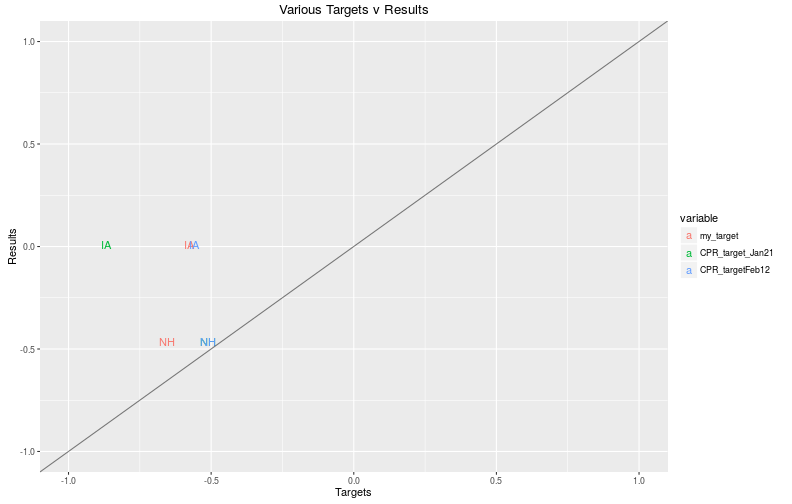 Various Targets v Results
1.0
0.5
0.0
-0.5
-1.0
Results
IA
IA
IA
NH
NH
-1.0
-0.5
0.0
0.5
1.0
Targets
variable
a my_target
a CPR_target_Jan21
a CPR_targetFeb12